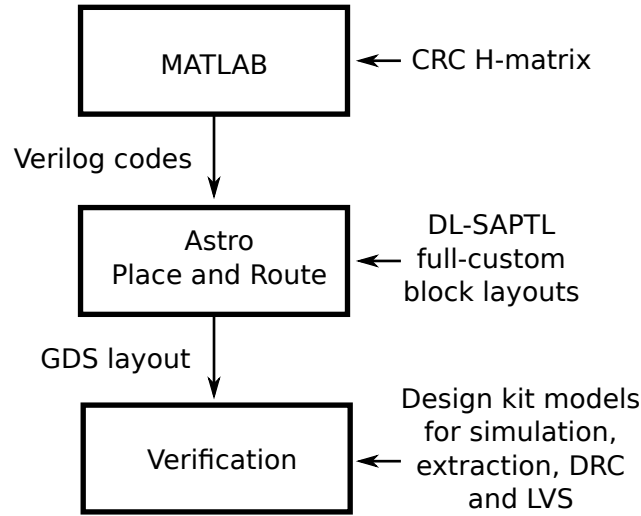 MATLAB
CRC H-matrix
Verilog codes
Astro
Place and Route
DL-SAPTL
full-custom
block layouts
GDS layout
Verification
Design kit models
for simulation,
extraction, DRC
and LVS